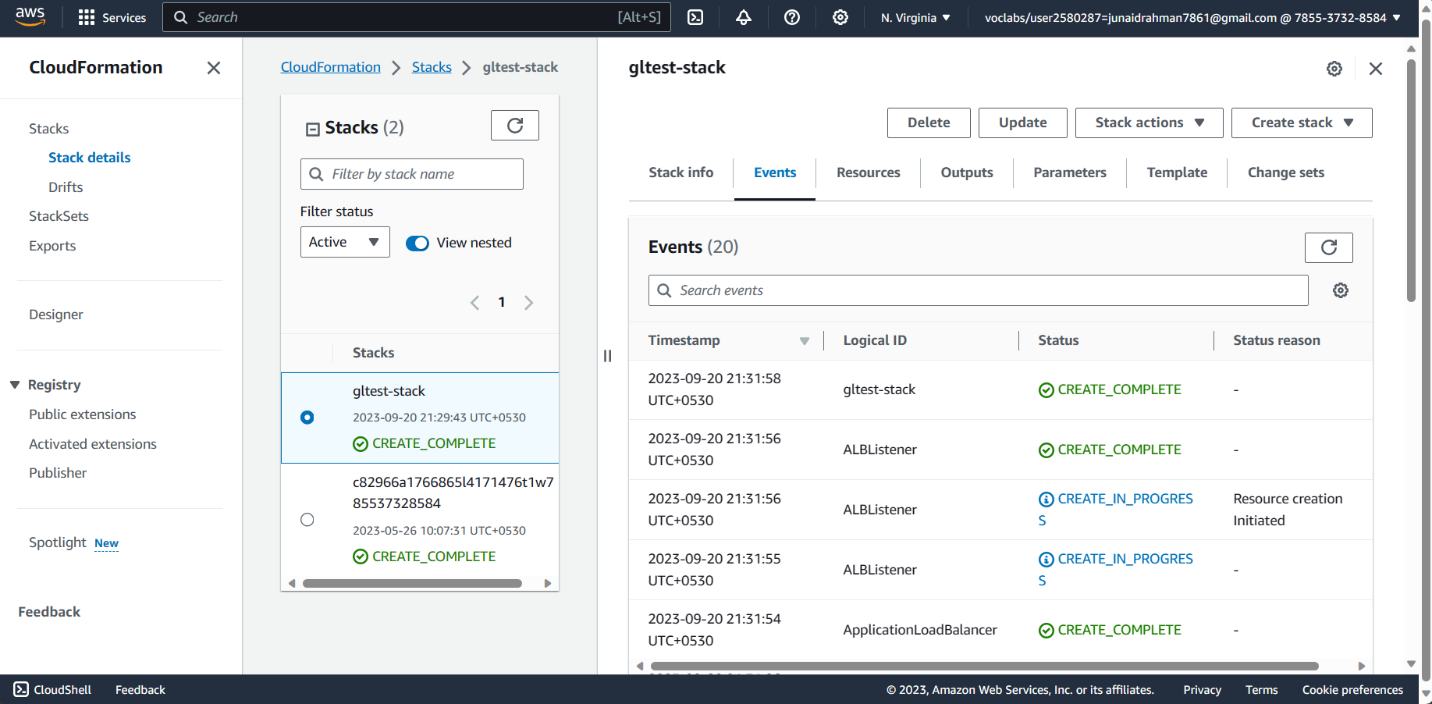 aws
Services
Search
[Alt+S]
N. Virginia
voclabs/user2580287=junaidrahman7861@gmail.com @ 7855-3732-8584
CloudFormation
Stacks
Stack details
Drifts
StackSets
Exports
Designer
Registry
Public extensions
Activated extensions
Publisher
Spotlight New
Feedback
CloudFormation
Stacks
gltest-stack
Stacks (2)
Filter by stack name
Filter status
Active
View nested
1
Stacks
gltest-stack
2023-09-20 21:29:43 UTC+0530
CREATE_COMPLETE
c82966a1766865l4171476t1w7
85537328584
2023-05-26 10:07:31 UTC+0530
CREATE_COMPLETE
gltest-stack
Delete
Update
Stack actions
Create stack
Stack info
Events
Resources
Outputs
Parameters
Template
Change sets
Events (20)
Search events
Timestamp
Logical ID
Status
Status reason
2023-09-20 21:31:58
UTC+0530
gltest-stack
CREATE_COMPLETE
-
2023-09-20 21:31:56
UTC+0530
ALBListener
CREATE_COMPLETE
-
2023-09-20 21:31:56
UTC+0530
ALBListener
CREATE_IN_PROGRES
S
Resource creation
Initiated
2023-09-20 21:31:55
UTC+0530
ALBListener
CREATE_IN_PROGRES
S
-
2023-09-20 21:31:54
UTC+0530
ApplicationLoadBalancer
CREATE_COMPLETE
-
CloudShell
Feedback
© 2023, Amazon Web Services, Inc. or its affiliates.
Privacy
Terms
Cookie preferences